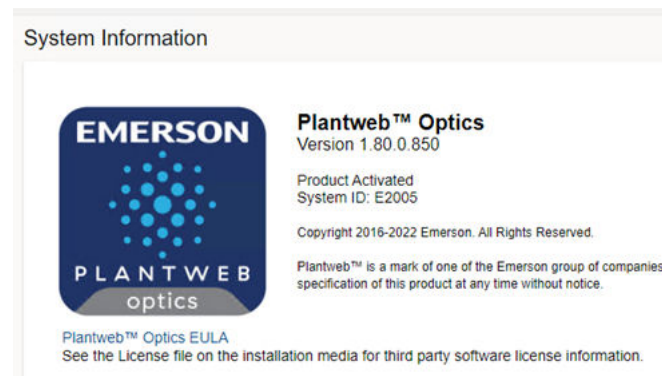 System Information
EMERSON
PLANTWEB
optics
Plantweb™ Optics
Version 1.80.0.850
Product Activated
System ID: E2005
Copyright 2016-2022 Emerson. All Rights Reserved.
Plantweb™ is a mark of one of the Emerson group of companies
specification of this product at any time without notice.
Plantweb™ Optics EULA
See the License file on the installation media for third party software license information.